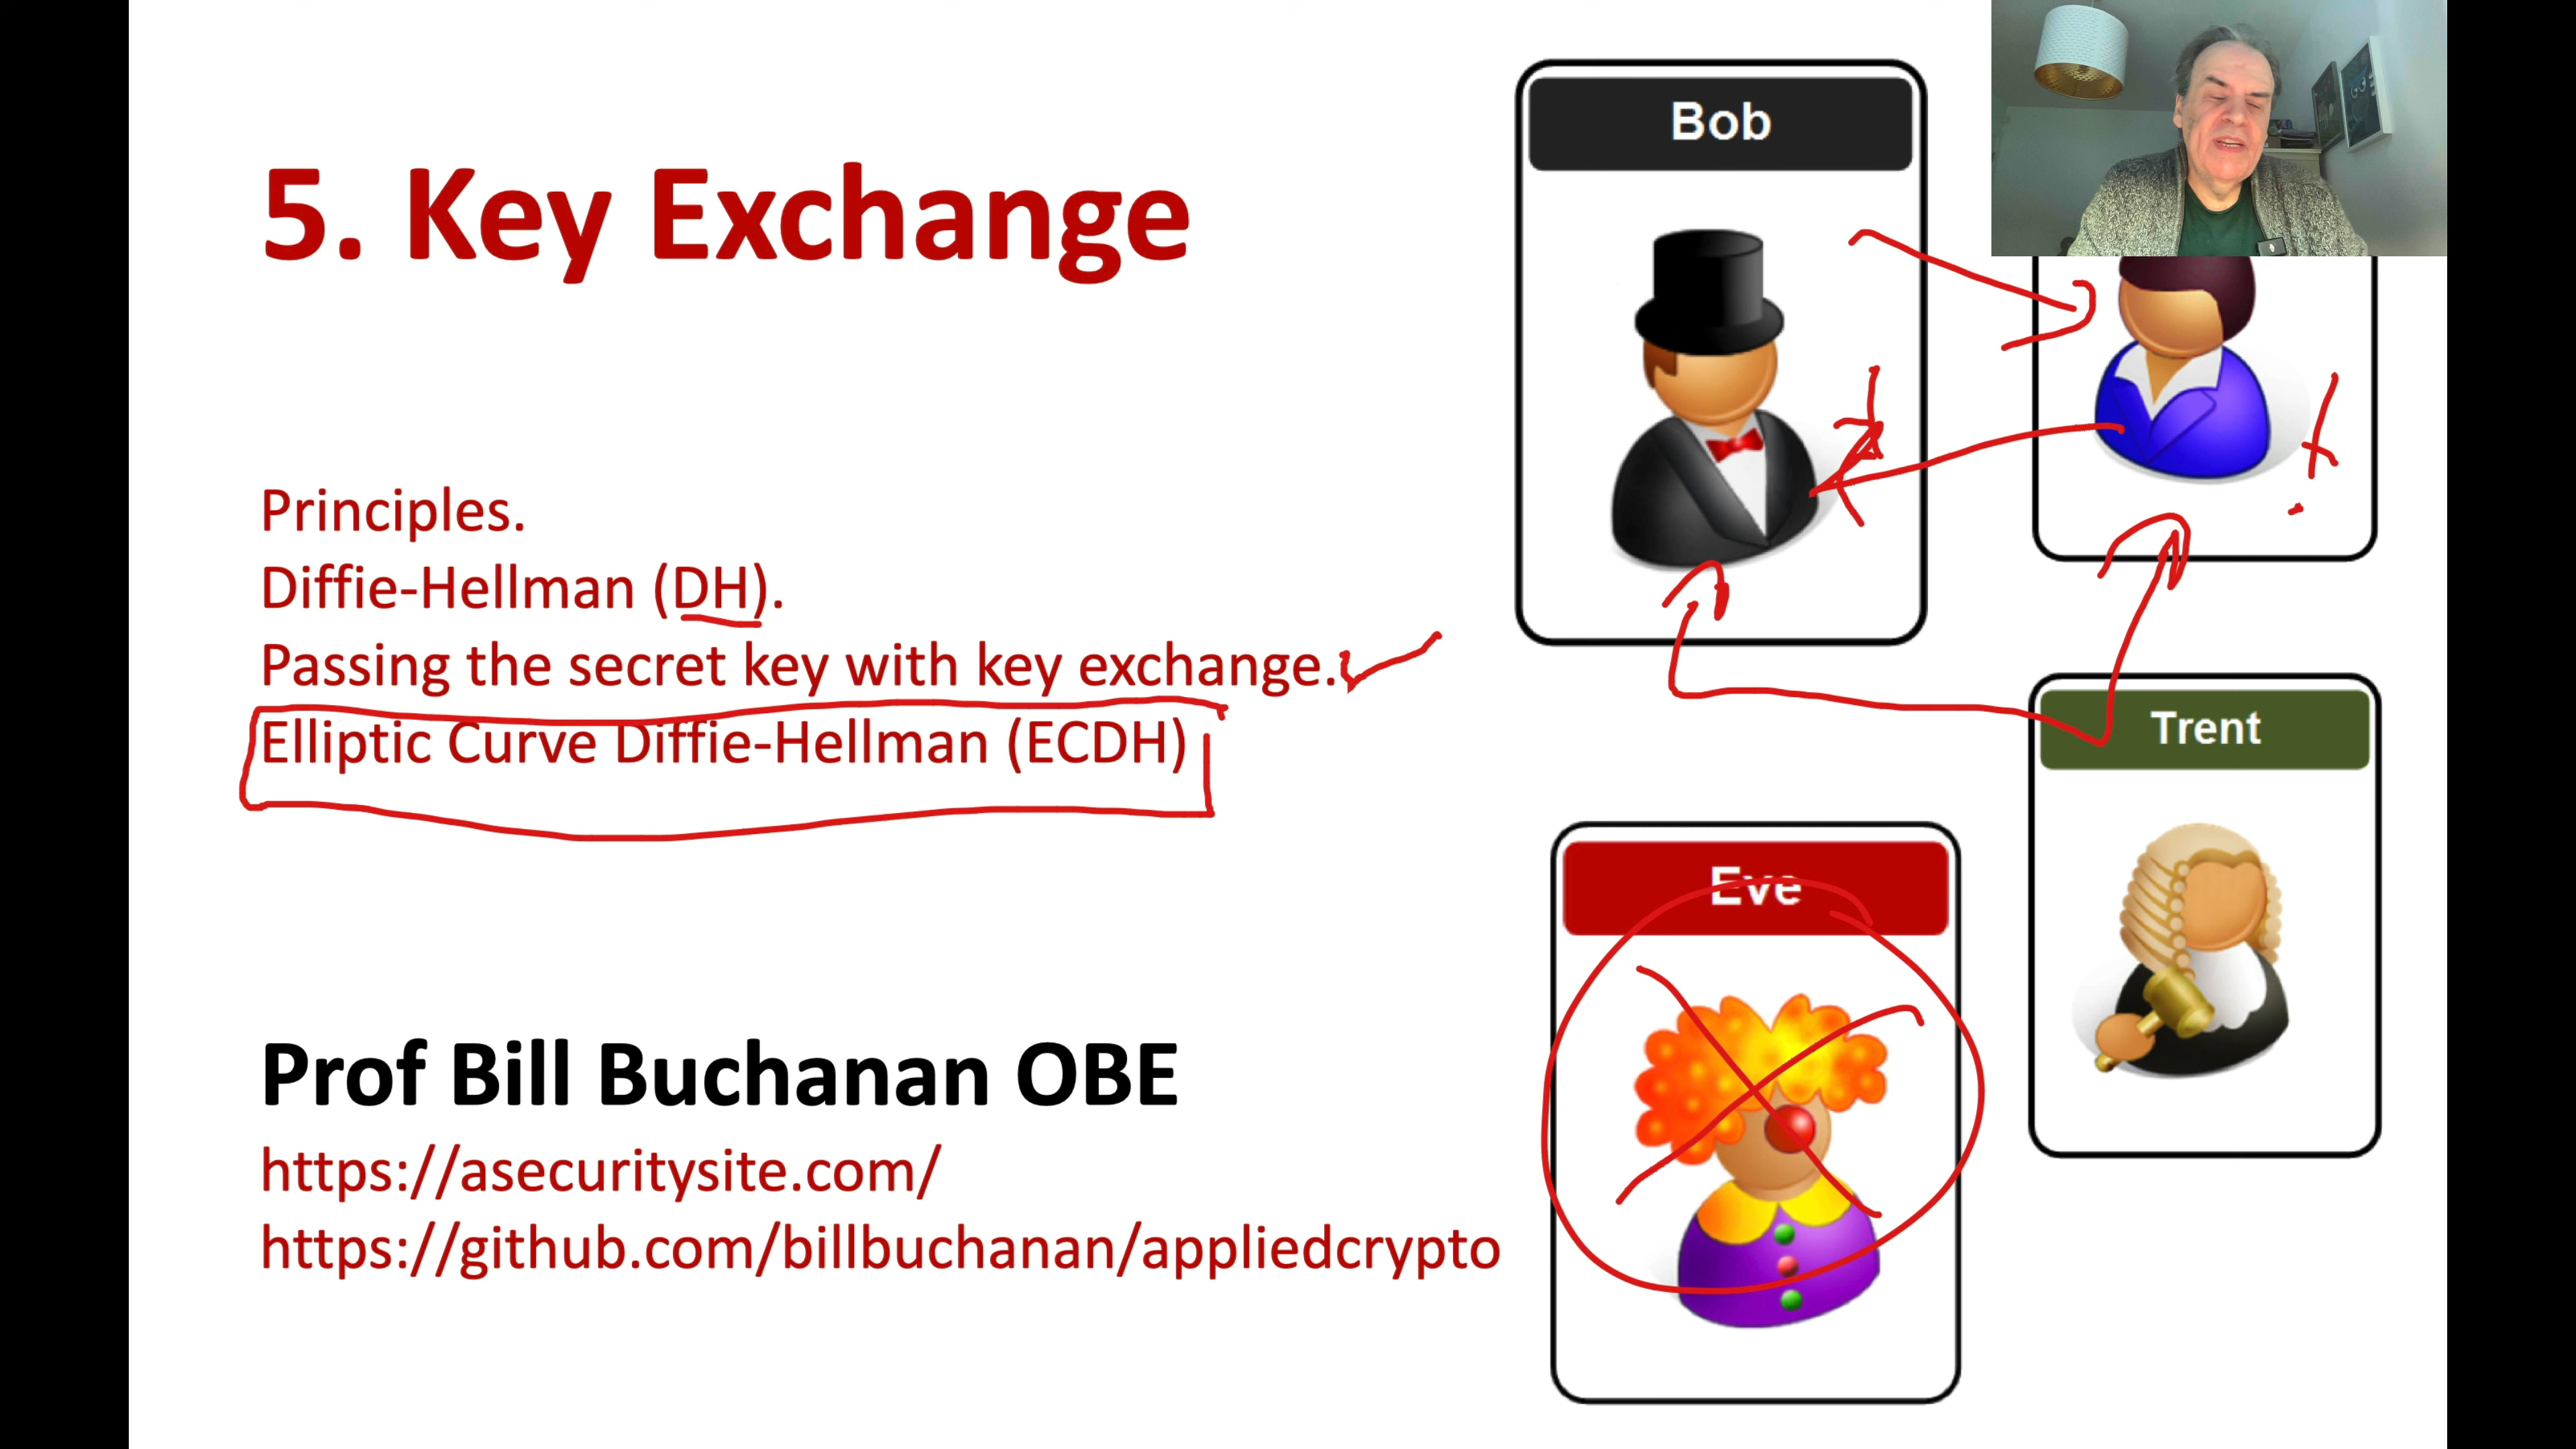 5. Key Exchange
Principles.
Diffie-Hellman (DH).
Passing the secret key with key exchange.
Elliptic Curve Diffie-Hellman (ECDH)
Prof Bill Buchanan OBE
https://asecuritysite.com/
https://github.com/billbuchanan/appliedcrypto
Bob
Trent
Eve